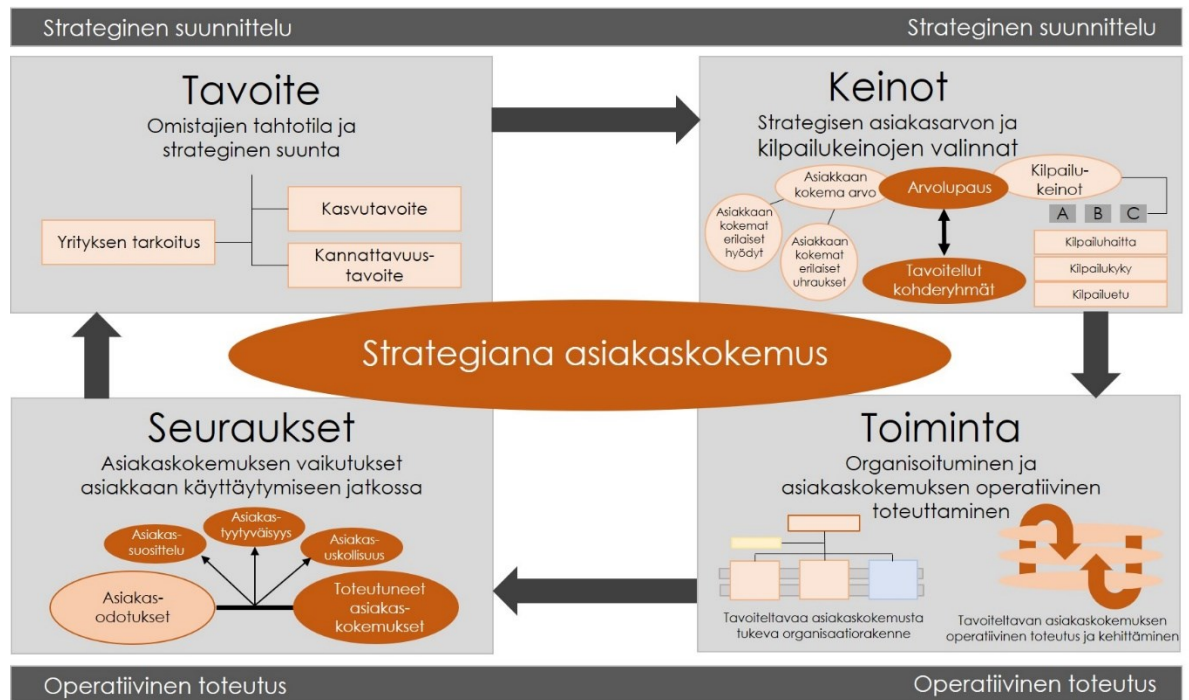 Strateginen suunnittelu
Strateginen suunnittelu
Tavoite
Omistajien tahtotila ja
strateginen suunta
Yrityksen tarkoitus
Kasvutavoite
Kannattavuus-
tavoite
Keinot
Strategisen asiakasarvon ja
kilpailukeinojen valinnat
Asiakkaan
kokema arvo
Arvolupaus
Kilpailu-
keinot
Asiakkaan
kokemat
erilaiset
hyödyt
Asiakkaan
kokemat
erilaiset
uhraukset
Tavoitellut
kohderyhmät
A B C
Kilpailuhaitta
Kilpailukyky
Kilpailuetu
Strategiana asiakaskokemus
Seuraukset
Asiakaskokemuksen vaikutukset
asiakkaan käyttäytymiseen jatkossa
Asiakas-
suosittelu
Asiakas-
tyytyväisyys
Asiakas-
uskollisuus
Asiakas-
odotukset
Toteutuneet
asiakas-
kokemukset
Toiminta
Organisoituminen ja
asiakaskokemuksen operatiivinen
toteuttaminen
Tavoiteltavaa asiakaskokemusta
tukeva organisaatiorakenne
Tavoiteltavan asiakaskokemuksen
operatiivinen toteutus ja kehittäminen
Operatiivinen toteutus
Operatiivinen toteutus